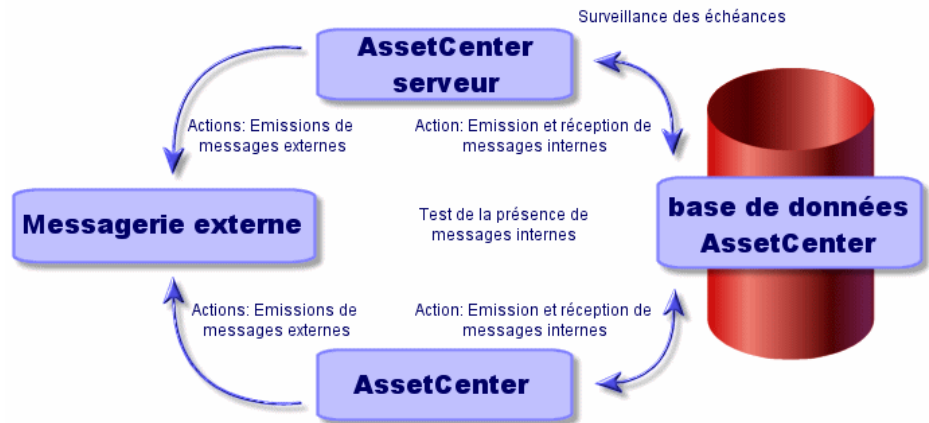 Surveillance des échéances
AssetCenter
serveur
Actions: Emissions de
messages externes
Action: Emission et réception de
messages internes
Messagerie externe
Test de la présence de
messages internes
base de données
AssetCenter
Actions: Emissions de
messages externes
Action: Emission et réception de
messages internes
AssetCenter